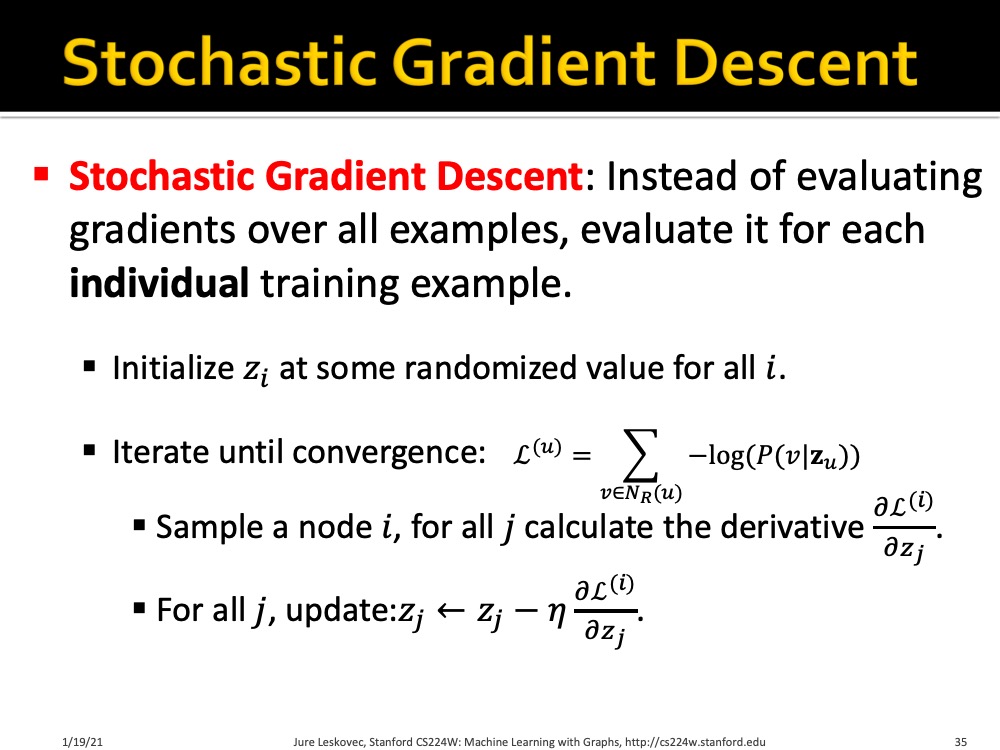 Stochastic Gradient Descent
▪ Stochastic Gradient Descent: Instead of evaluating
gradients over all examples, evaluate it for each
individual training example.
▪ Initialize $z_i$ at some randomized value for all $i$.
▪ Iterate until convergence: $\mathcal{L}^{(u)} = \sum_{v \in N_R(u)} -\log(P(v|\mathbf{z}_u))$
▪ Sample a node $i$, for all $j$ calculate the derivative $\frac{\partial \mathcal{L}^{(i)}}{\partial z_j}$.
▪ For all $j$, update:$z_j \leftarrow z_j - \eta \frac{\partial \mathcal{L}^{(i)}}{\partial z_j}$.
1/19/21 Jure Leskovec, Stanford CS224W: Machine Learning with Graphs, http://cs224w.stanford.edu 35